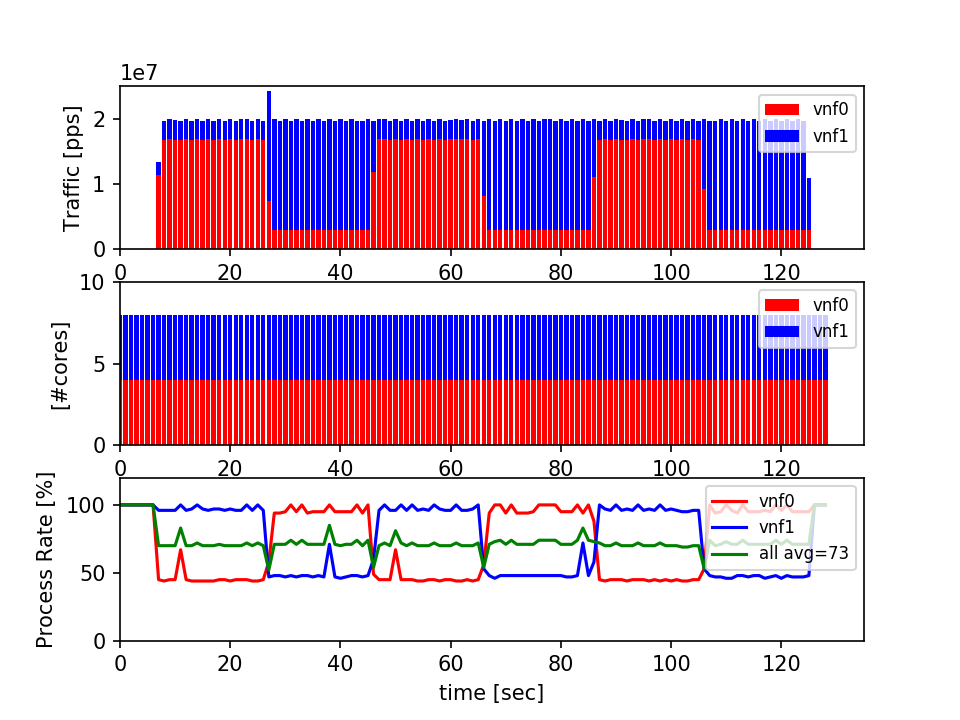 1e7
Traffic [pps]
2
1
0
vnf0
vnf1
0 20 40 60 80 100 120
[#cores]
10
5
0
vnf0
vnf1
0 20 40 60 80 100 120
Process Rate [%]
100
50
0
vnf0
vnf1
all avg=73
0 20 40 60 80 100 120
time [sec]